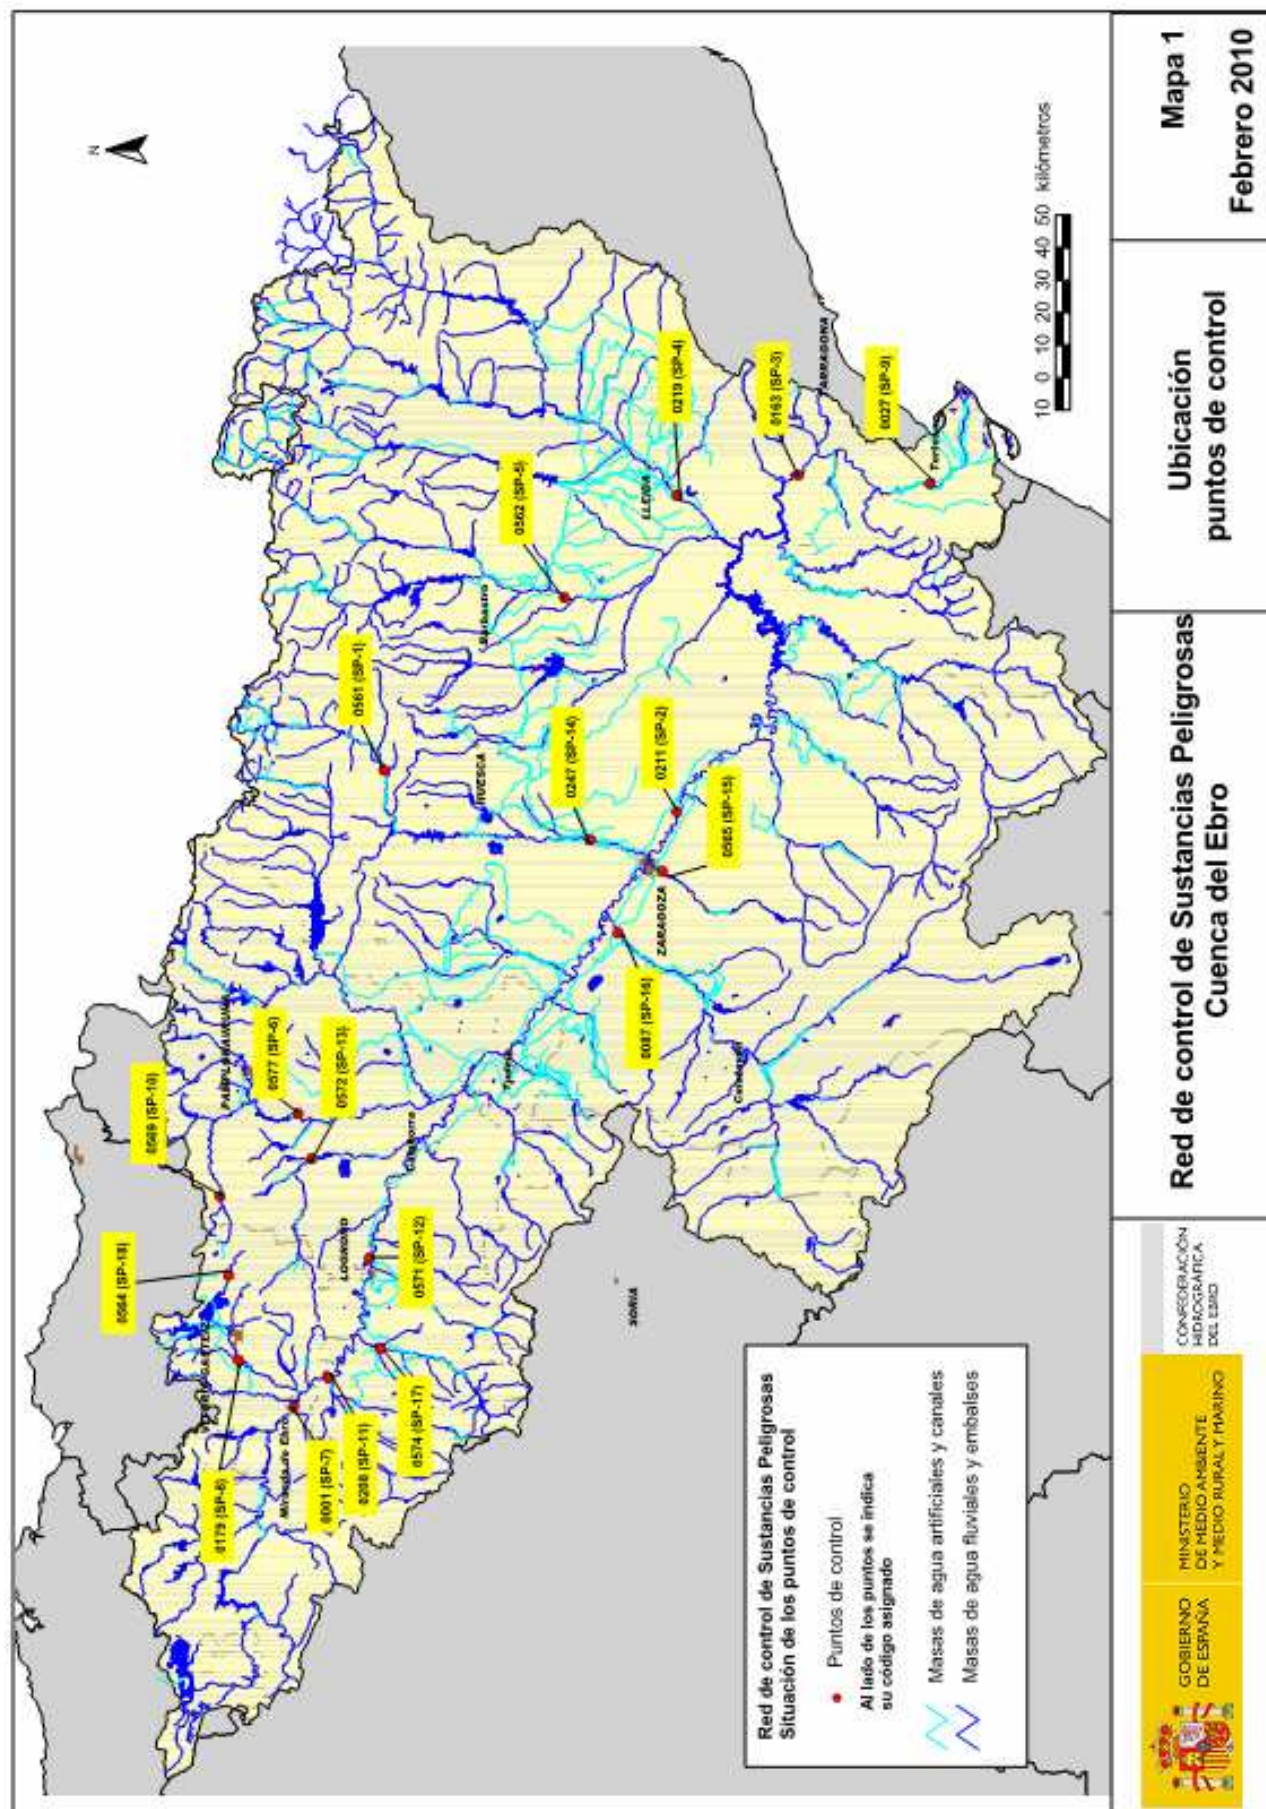 N
0569 (SP-10)
0564 (SP-18)
0179 (SP-8)
0577 (SP-6)
0572 (SP-13)
0561 (SP-1)
0562 (SP-5)
0001 (SP-7)
0208 (SP-11)
0574 (SP-17)
0571 (SP-12)
0087 (SP-16)
0247 (SP-14)
0211 (SP-2)
0565 (SP-15)
0219 (SP-4)
0163 (SP-3)
0027 (SP-9)
Miranda de Ebro
LOGROÑO
Calahorra
Tudela
HUESCA
Barbastro
LLEIDA
ZARAGOZA
Calatayud
SORIA
TARRAGONA
Tortosa
10 0 10 20 30 40 50 kilómetros
Red de control de Sustancias Peligrosas
Situación de los puntos de control
Puntos de control
Al lado de los puntos se indica
su código asignado
Masas de agua artificiales y canales
Masas de agua fluviales y embalses
GOBIERNO
DE ESPAÑA
MINISTERIO
DE MEDIO AMBIENTE
Y MEDIO RURAL Y MARINO
CONFEDERACIÓN
HIDROGRÁFICA
DEL EBRO
Red de control de Sustancias Peligrosas
Cuenca del Ebro
Ubicación
puntos de control
Mapa 1
Febrero 2010